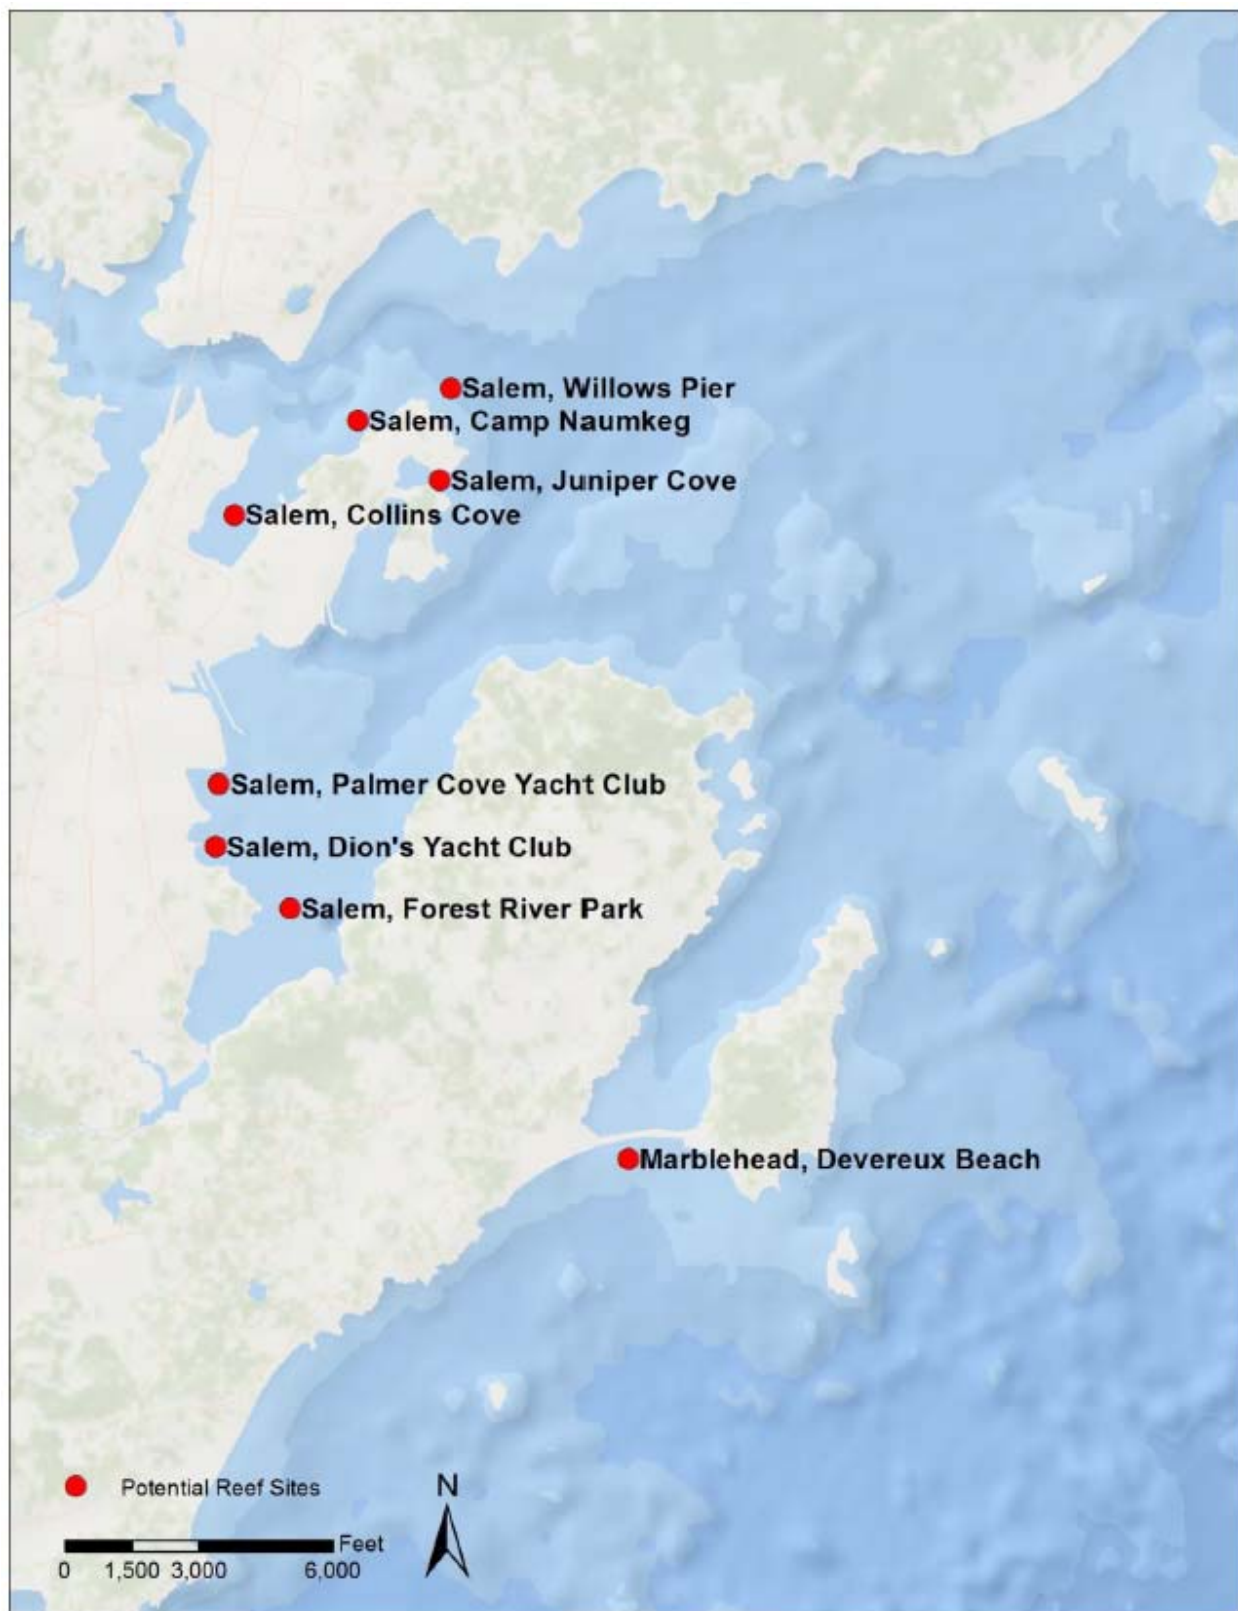 Salem, Willows Pier
Salem, Camp Naumkeg
Salem, Juniper Cove
Salem, Collins Cove
Salem, Palmer Cove Yacht Club
Salem, Dion's Yacht Club
Salem, Forest River Park
Marblehead, Devereux Beach
Potential Reef Sites
N
Feet
0 1,500 3,000 6,000